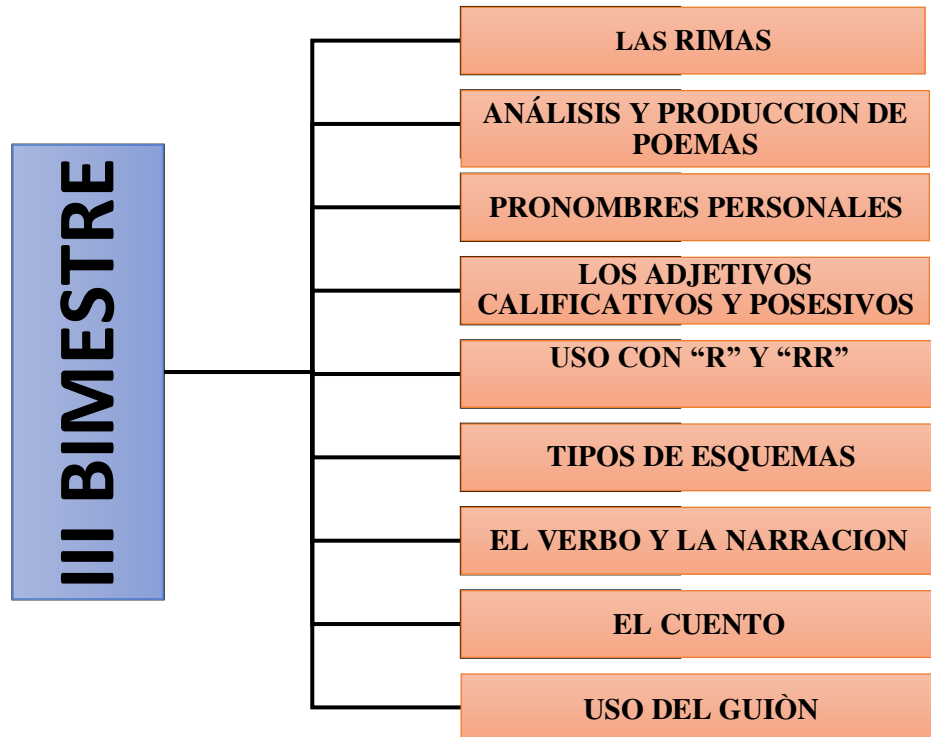 III BIMESTRE
LAS RIMAS
ANÁLISIS Y PRODUCCION DE
POEMAS
PRONOMBRES PERSONALES
LOS ADJETIVOS
CALIFICATIVOS Y POSESIVOS
USO CON “R” Y “RR”
TIPOS DE ESQUEMAS
EL VERBO Y LA NARRACION
EL CUENTO
USO DEL GUIÒN